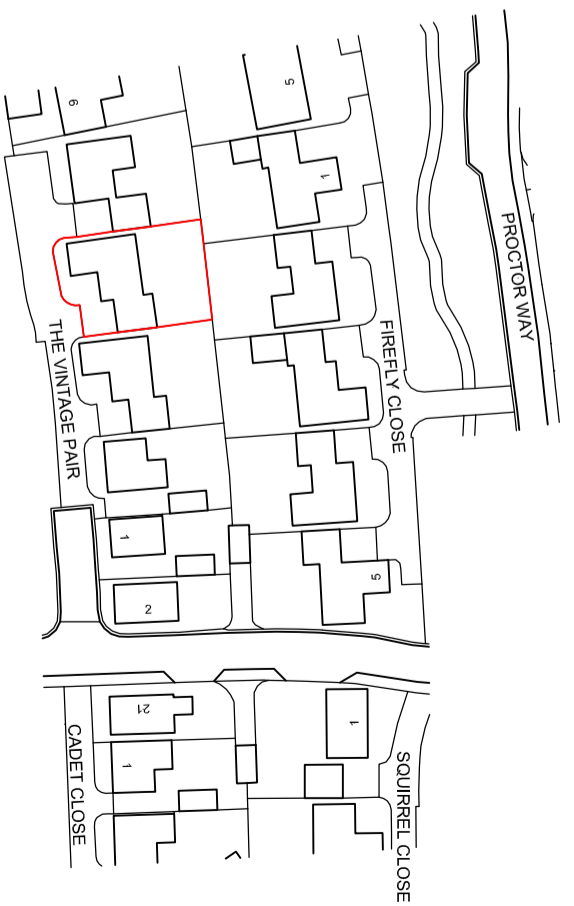 5
6
1
PROCTOR WAY
FIREFLY CLOSE
THE VINTAGE PAIR
1
5
2
21
1
1
CADET CLOSE
SQUIRREL CLOSE